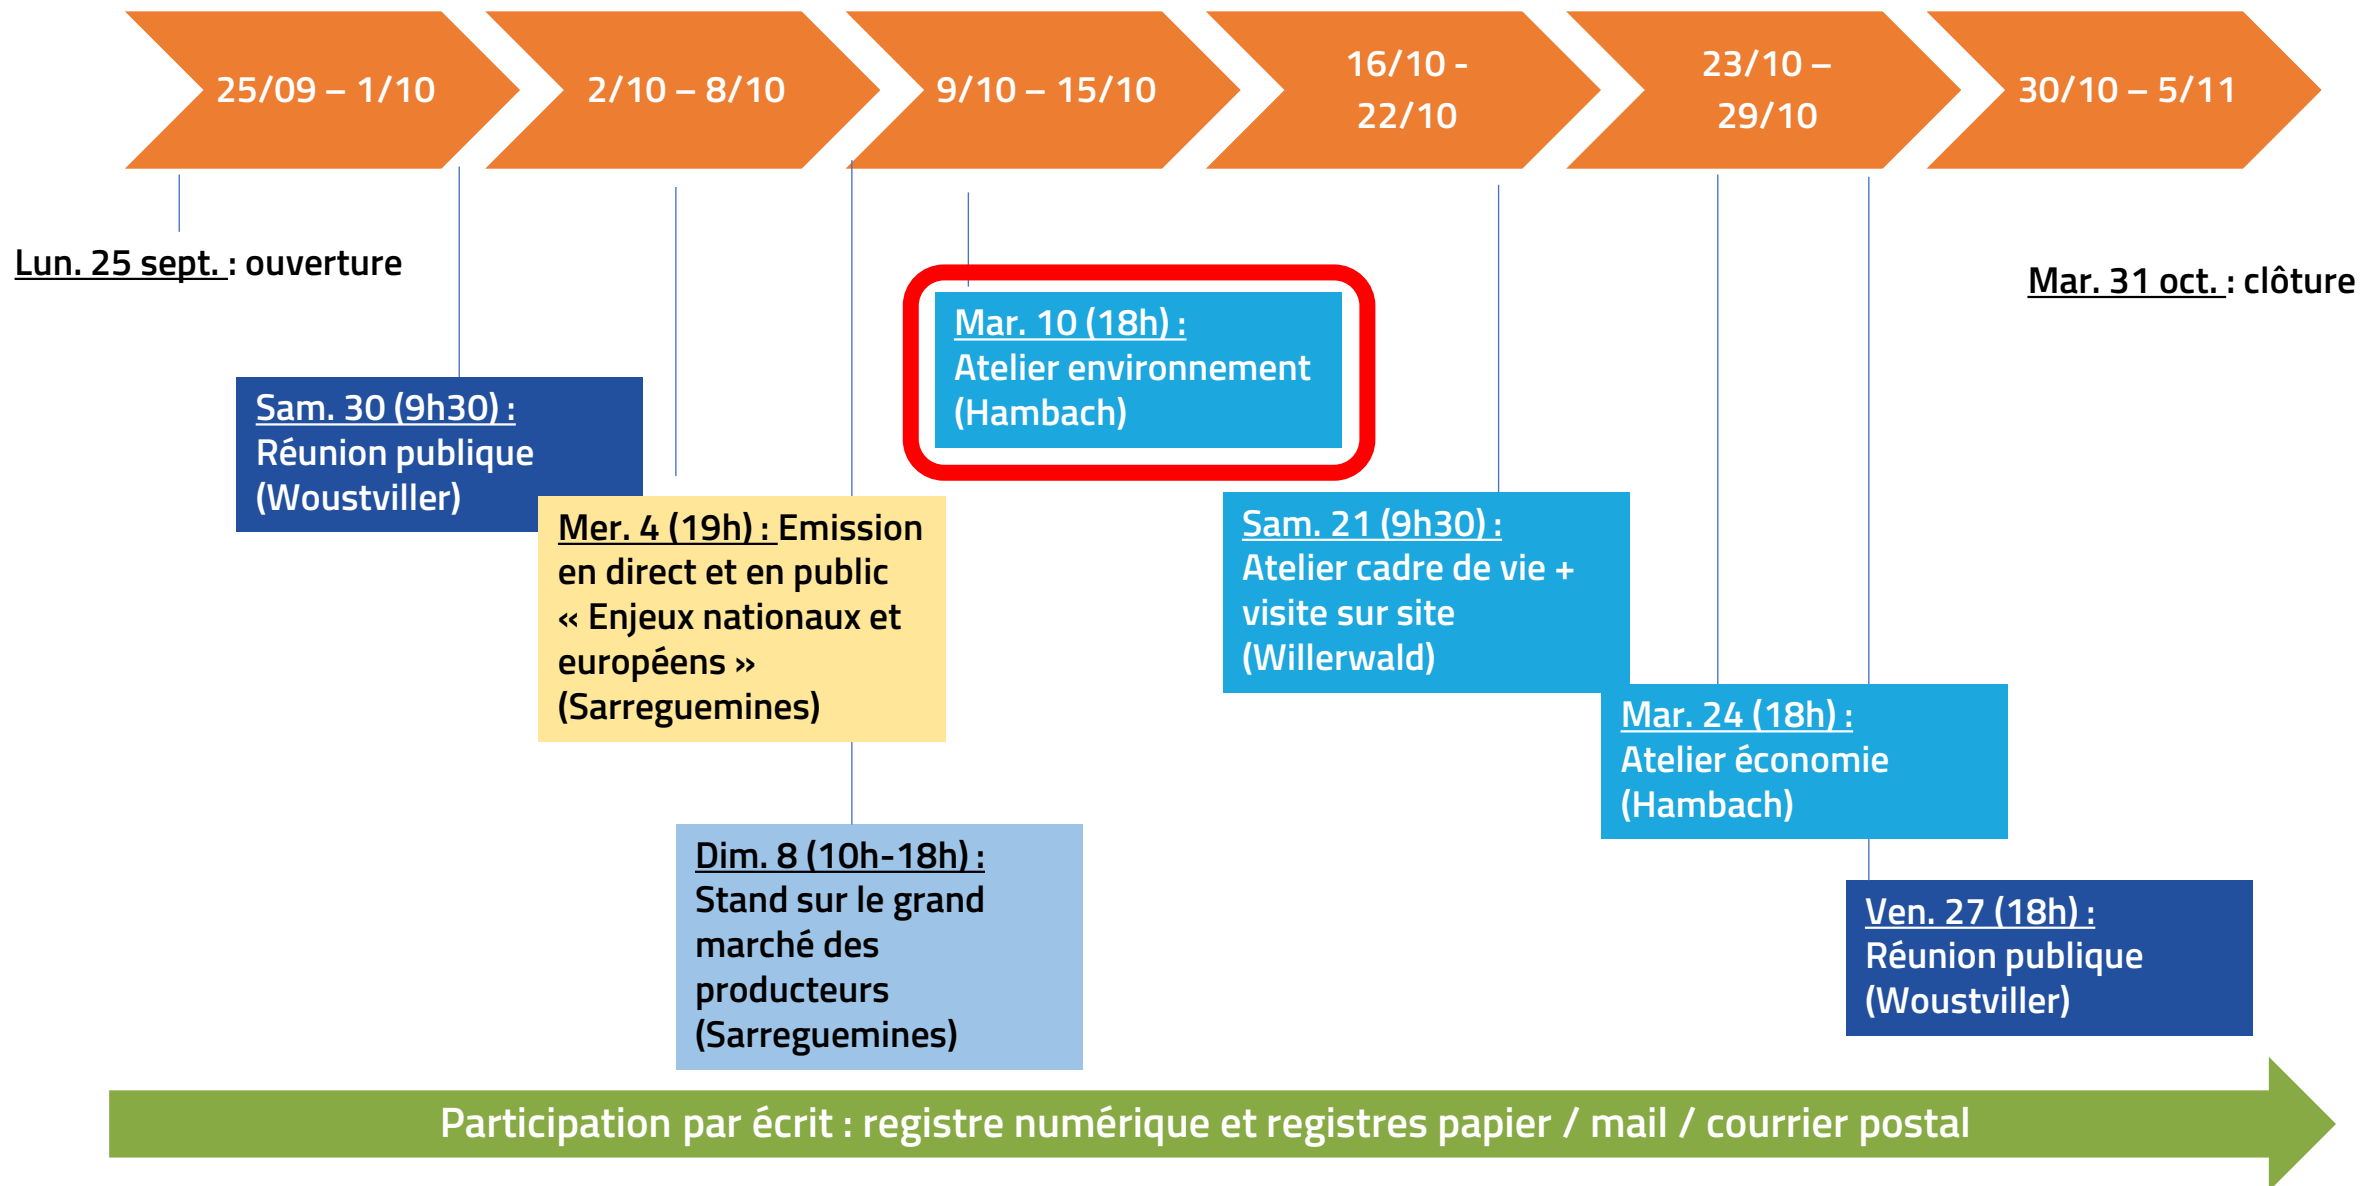 25/09 – 1/10
2/10 – 8/10
9/10 – 15/10
16/10 -
22/10
23/10 –
29/10
30/10 – 5/11
Lun. 25 sept. : ouverture
Mar. 31 oct. : clôture
Sam. 30 (9h30) :
Réunion publique
(Woustviller)
Mer. 4 (19h) : Emission
en direct et en public
« Enjeux nationaux et
européens »
(Sarreguemines)
Dim. 8 (10h-18h) :
Stand sur le grand
marché des
producteurs
(Sarreguemines)
Mar. 10 (18h) :
Atelier environnement
(Hambach)
Sam. 21 (9h30) :
Atelier cadre de vie +
visite sur site
(Willerwald)
Mar. 24 (18h) :
Atelier économie
(Hambach)
Ven. 27 (18h) :
Réunion publique
(Woustviller)
Participation par écrit : registre numérique et registres papier / mail / courrier postal